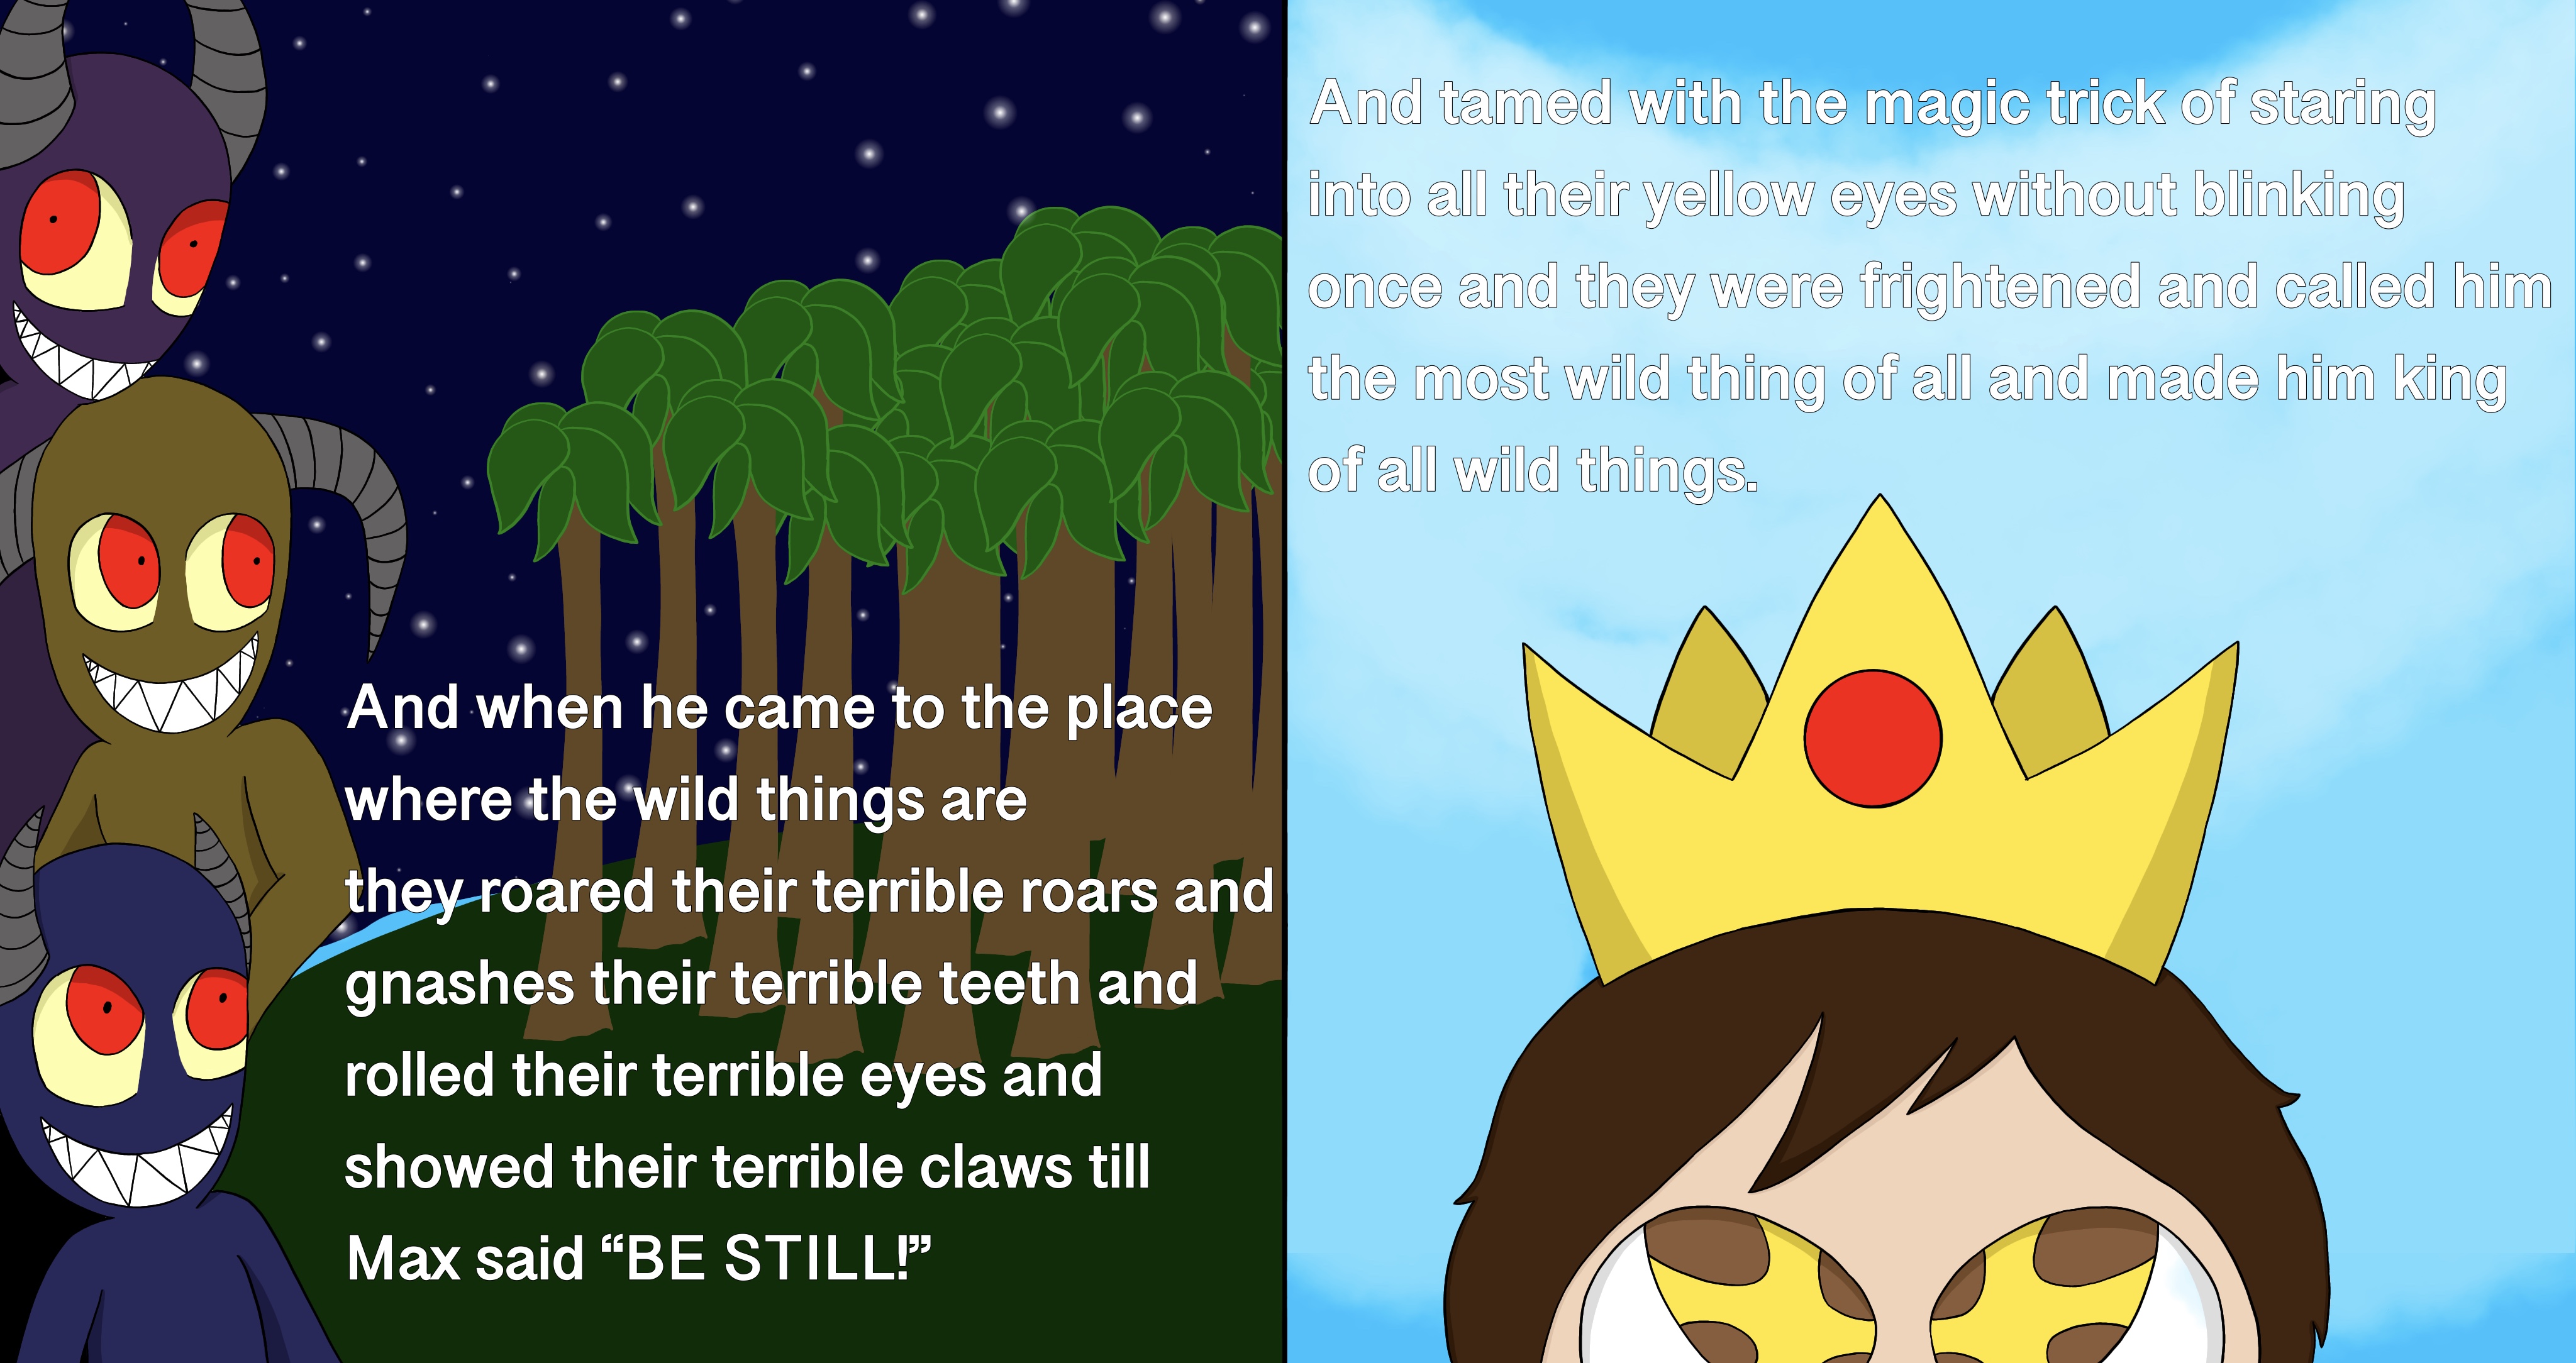 And when he came to the place
where the wild things are
they roared their terrible roars and
gnashes their terrible teeth and
rolled their terrible eyes and
showed their terrible claws till
Max said “BE STILL!”
And tamed with the magic trick of staring
into all their yellow eyes without blinking
once and they were frightened and called him
the most wild thing of all and made him king
of all wild things.